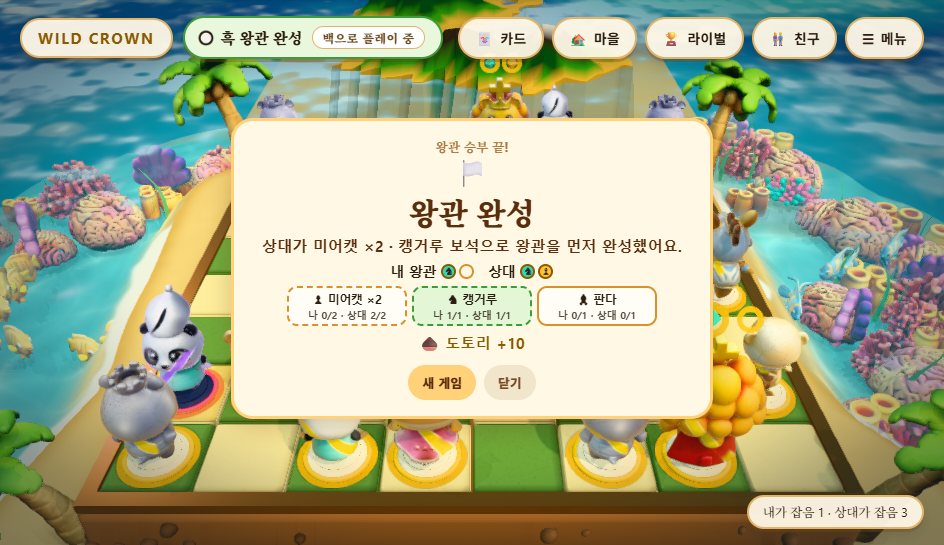 WILD CROWN
흑 왕관 완성 백으로 플레이 중
카드
마을
라이벌
친구
☰ 메뉴
왕관 승부 끝!
왕관 완성
상대가 미어캣 ×2 · 캥거루 보석으로 왕관을 먼저 완성했어요.
내 왕관 상대
미어캣 ×2
나 0/2 · 상대 2/2
캥거루
나 1/1 · 상대 1/1
판다
나 0/1 · 상대 0/1
도토리 +10
새 게임
닫기
내가 잡음 1 · 상대가 잡음 3